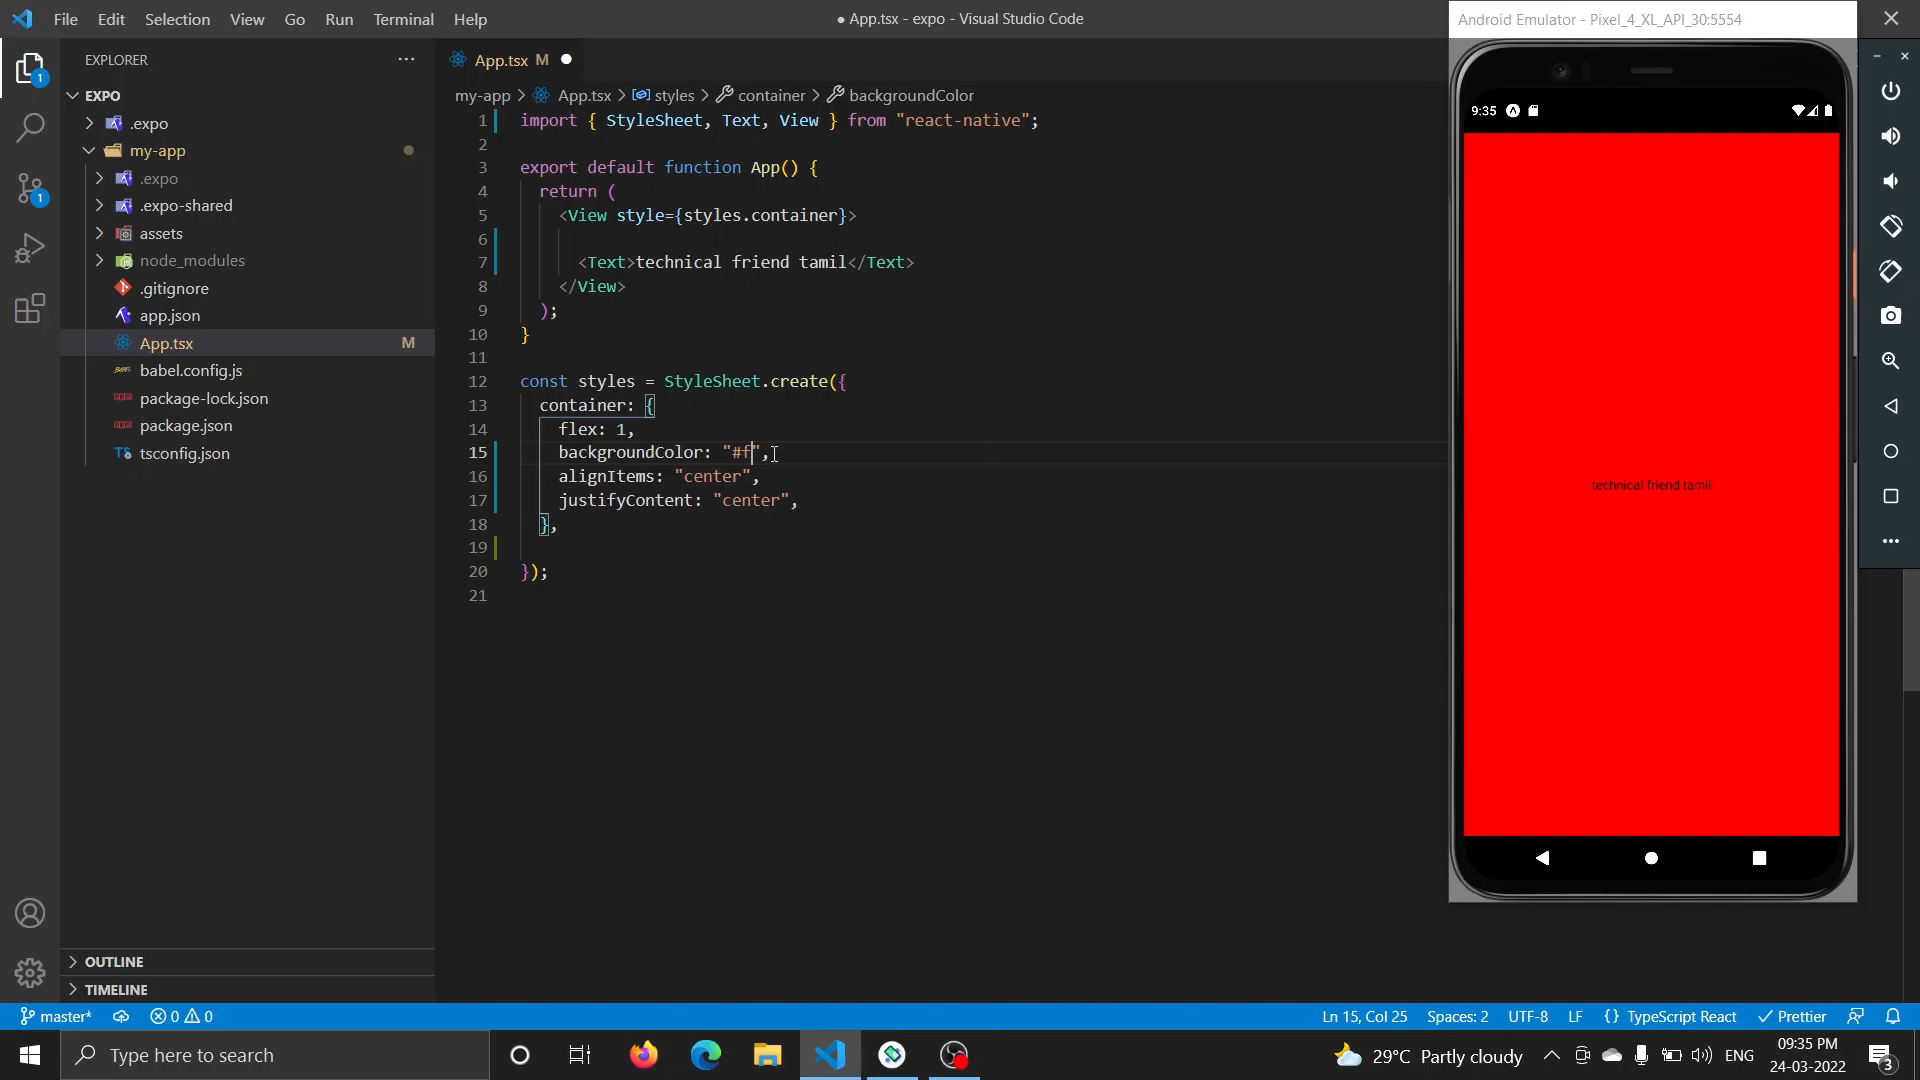 File Edit Selection View Go Run Terminal Help
● App.tsx - expo - Visual Studio Code
Android Emulator - Pixel_4_XL_API_30:5554
EXPLORER
App.tsx M
EXPO
.expo
my-app
.expo
.expo-shared
assets
node_modules
.gitignore
app.json
App.tsx M
babel.config.js
package-lock.json
package.json
tsconfig.json
OUTLINE
TIMELINE
1
1
my-app > App.tsx > styles > container > backgroundColor
1 import { StyleSheet, Text, View } from "react-native";
2
3 export default function App() {
4 return (
5 <View style={styles.container}>
6
7 <Text>technical friend tamil</Text>
8 </View>
9 );
10 }
11
12 const styles = StyleSheet.create({
13 container: {
14 flex: 1,
15 backgroundColor: "#f",
16 alignItems: "center",
17 justifyContent: "center",
18 },
19
20 });
21
9:35
technical friend tamil
master* 0 0
Ln 15, Col 25 Spaces: 2 UTF-8 LF {} TypeScript React Prettier
Type here to search
29°C Partly cloudy
ENG
09:35 PM
24-03-2022
3